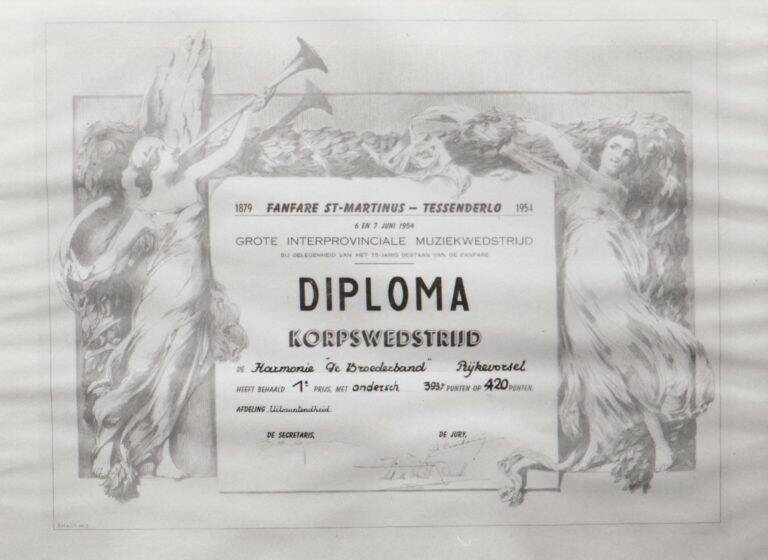 1879 FANFARE ST-MARTINUS — TESSENDERLO 1954
6 EN 7 JUNI 1954
GROTE INTERPROVINCIALE MUZIEKWEDSTRIJD
BIJ GELEGENHEID VAN HET 75-JARIG BESTAAN VAN DE FANFARE
DIPLOMA
KORPSWEDSTRIJD
DE Harmonie "De Broederband" Rijkevorsel
HEEFT BEHAALD 1e PRIJS, MET ondersch. 393,5 PUNTEN OP 420 PUNTEN.
AFDELING Uitmuntendheid.
DE SECRETARIS, DE JURY,